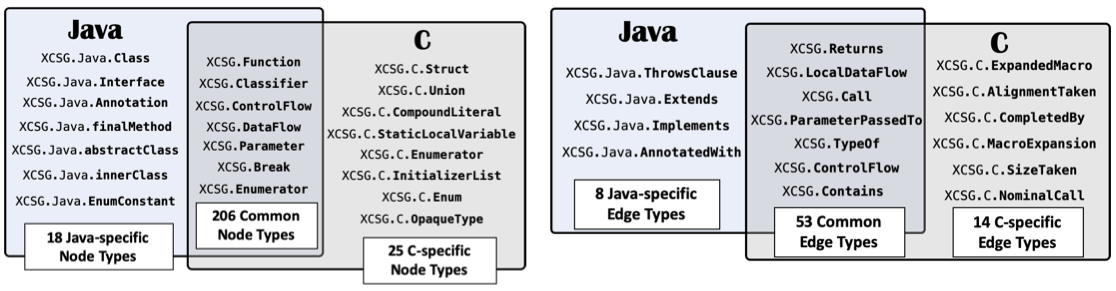 Java
XCSG.Java.Class
XCSG.Java.Interface
XCSG.Java.Annotation
XCSG.Java.finalMethod
XCSG.Java.abstractClass
XCSG.Java.innerClass
XCSG.Java.EnumConstant
18 Java-specific
Node Types
XCSG.Function
XCSG.Classifier
XCSG.ControlFlow
XCSG.DataFlow
XCSG.Parameter
XCSG.Break
XCSG.Enumerator
206 Common
Node Types
C
XCSG.C.Struct
XCSG.C.Union
XCSG.C.CompoundLiteral
XCSG.C.StaticLocalVariable
XCSG.C.Enumerator
XCSG.C.InitializerList
XCSG.C.Enum
XCSG.C.OpaqueType
25 C-specific
Node Types
Java
XCSG.Java.ThrowsClause
XCSG.Java.Extends
XCSG.Java.Implements
XCSG.Java.AnnotatedWith
8 Java-specific
Edge Types
XCSG.Returns
XCSG.LocalDataFlow
XCSG.Call
XCSG.ParameterPassedTo
XCSG.TypeOf
XCSG.ControlFlow
XCSG.Contains
53 Common
Edge Types
C
XCSG.C.ExpandedMacro
XCSG.C.AlignmentTaken
XCSG.C.CompletedBy
XCSG.C.MacroExpansion
XCSG.C.SizeTaken
XCSG.C.NominalCall
14 C-specific
Edge Types